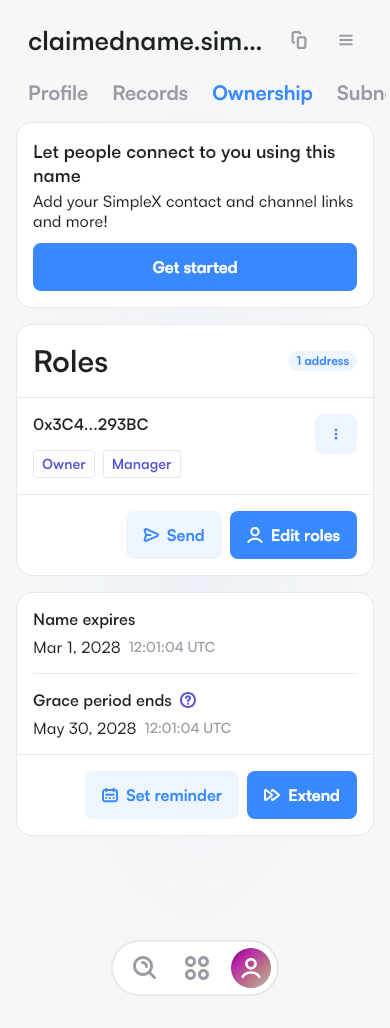 claimedname.sim...
Profile Records Ownership Subn
Let people connect to you using this
name
Add your SimpleX contact and channel links
and more!
Get started
Roles
1 address
0x3C4...293BC
Owner Manager
Send Edit roles
Name expires
Mar 1, 2028 12:01:04 UTC
Grace period ends
May 30, 2028 12:01:04 UTC
Set reminder Extend